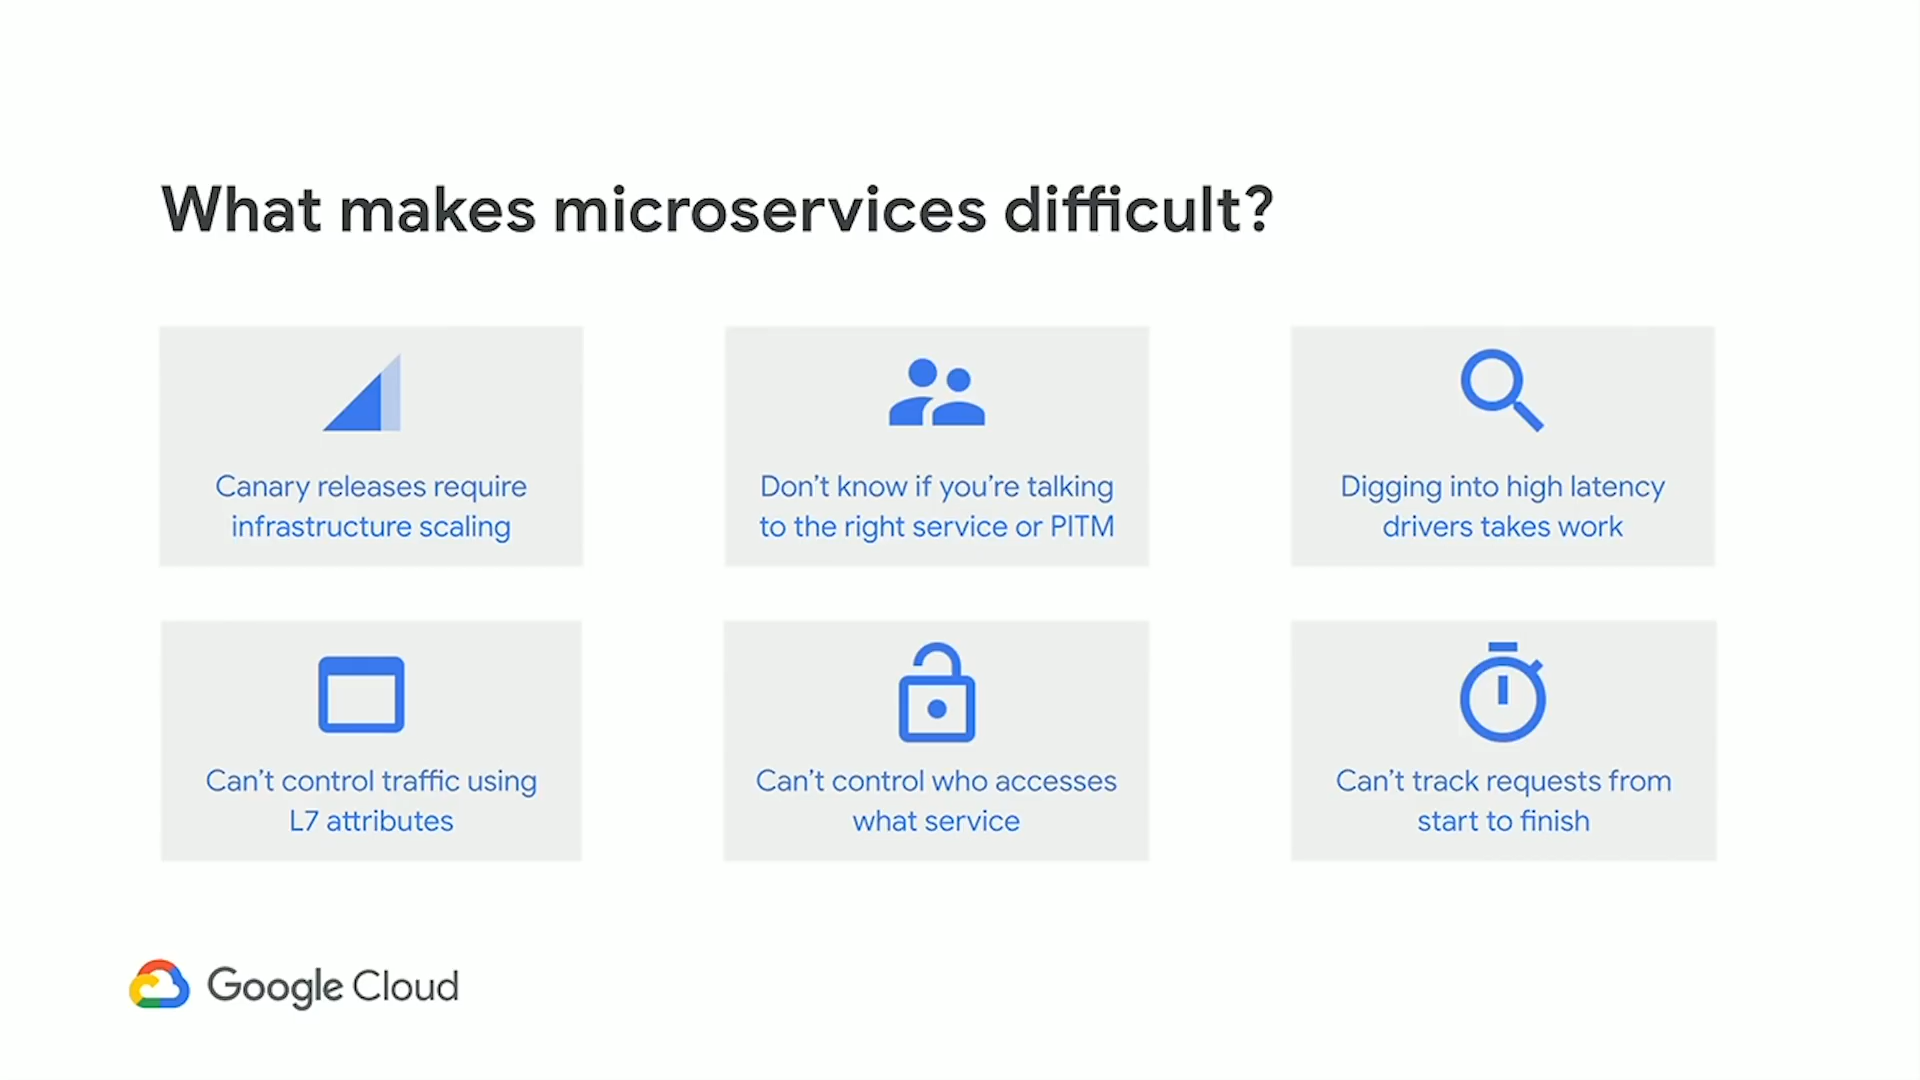 What makes microservices difficult?
Canary releases require
infrastructure scaling
Don't know if you're talking
to the right service or PITM
Digging into high latency
drivers takes work
Can't control traffic using
L7 attributes
Can't control who accesses
what service
Can't track requests from
start to finish
Google Cloud